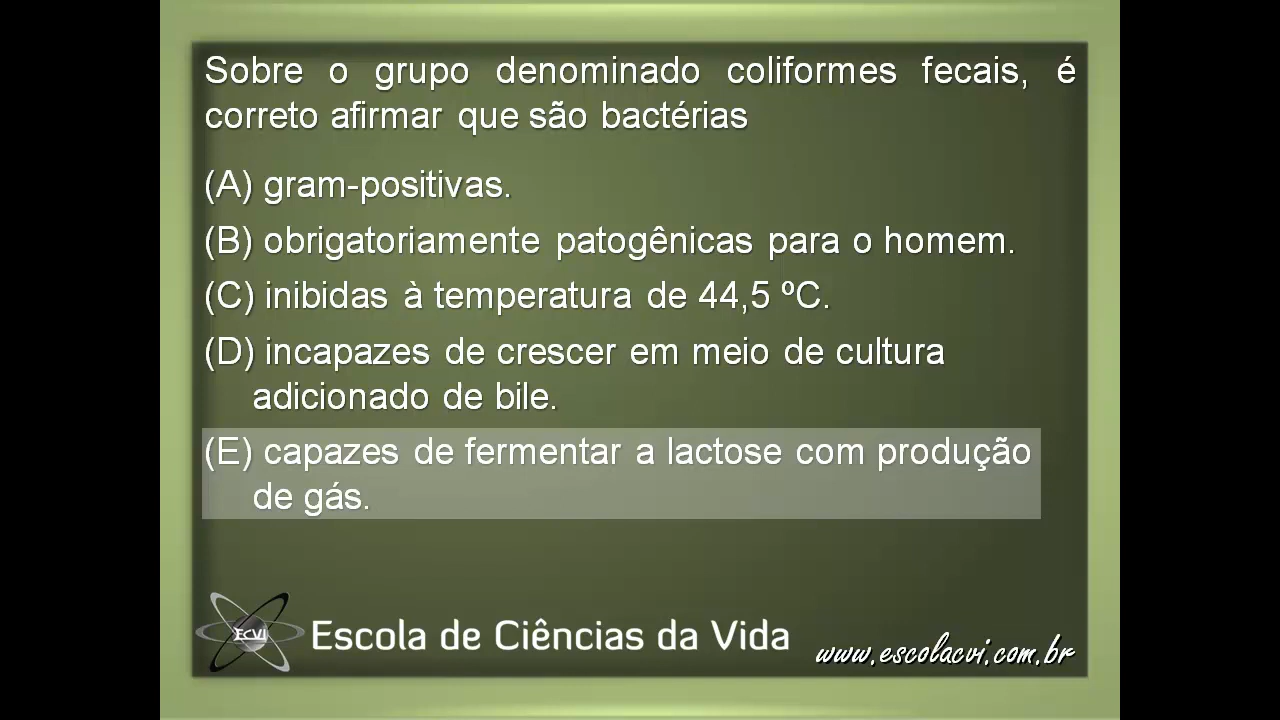 Sobre o grupo denominado coliformes fecais, é
correto afirmar que são bactérias
(A) gram-positivas.
(B) obrigatoriamente patogênicas para o homem.
(C) inibidas à temperatura de 44,5 ºC.
(D) incapazes de crescer em meio de cultura
adicionado de bile.
(E) capazes de fermentar a lactose com produção
de gás.
ECVI Escola de Ciências da Vida
www.escolacvi.com.br